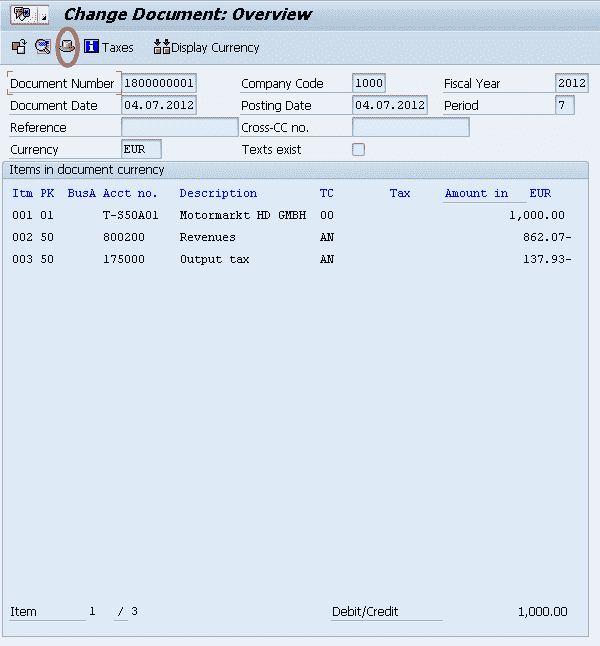 Change Document: Overview
Taxes Display Currency
Document Number 1800000001 Company Code 1000 Fiscal Year 2012
Document Date 04.07.2012 Posting Date 04.07.2012 Period 7
Reference Cross-CC no.
Currency EUR Texts exist
Items in document currency
Itm PK BusA Acct no. Description TC Tax Amount in EUR
001 01 T-S50A01 Motormarkt HD GMBH 00 1,000.00
002 50 800200 Revenues AN 862.07-
003 50 175000 Output tax AN 137.93-
Item 1 / 3 Debit/Credit 1,000.00